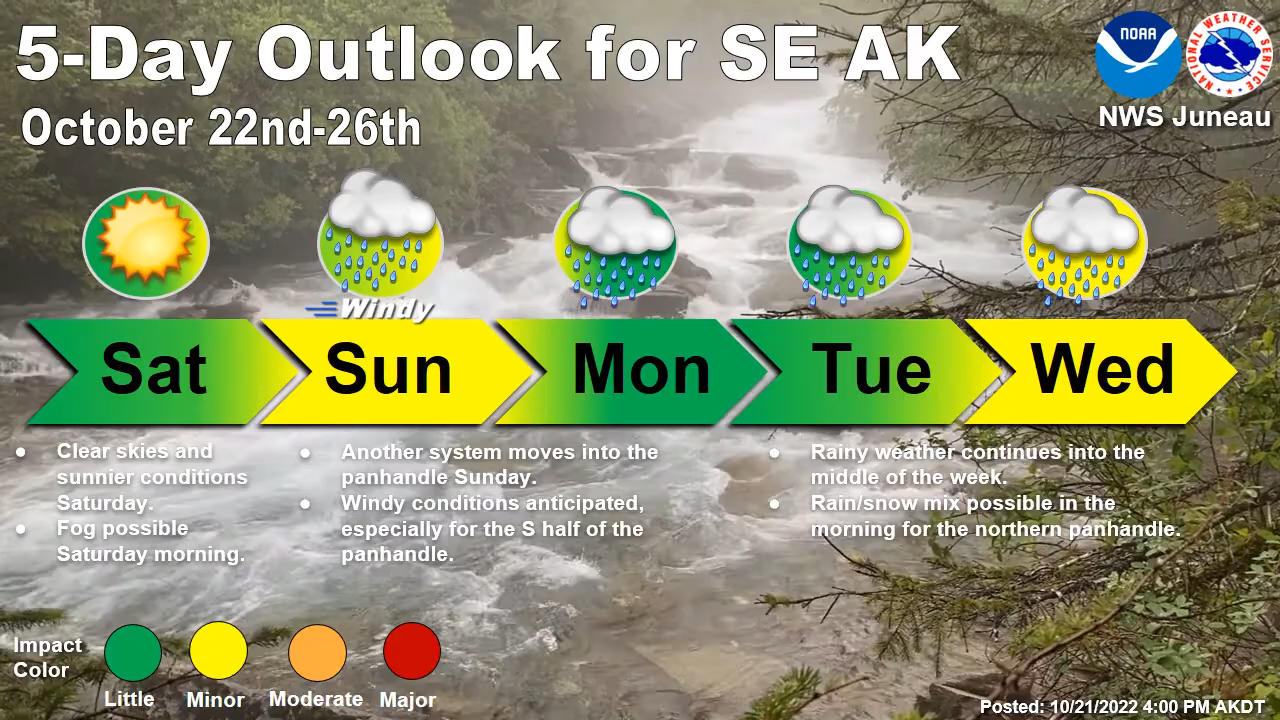 5-Day Outlook for SE AK
October 22nd-26th
NOAA
NATIONAL WEATHER SERVICE
NWS Juneau
Windy
Sat
Sun
Mon
Tue
Wed
● Clear skies and
sunnier conditions
Saturday.
● Fog possible
Saturday morning.
● Another system moves into the
panhandle Sunday.
● Windy conditions anticipated,
especially for the S half of the
panhandle.
● Rainy weather continues into the
middle of the week.
● Rain/snow mix possible in the
morning for the northern panhandle.
Impact
Color
Little
Minor
Moderate
Major
Posted: 10/21/2022 4:00 PM AKDT